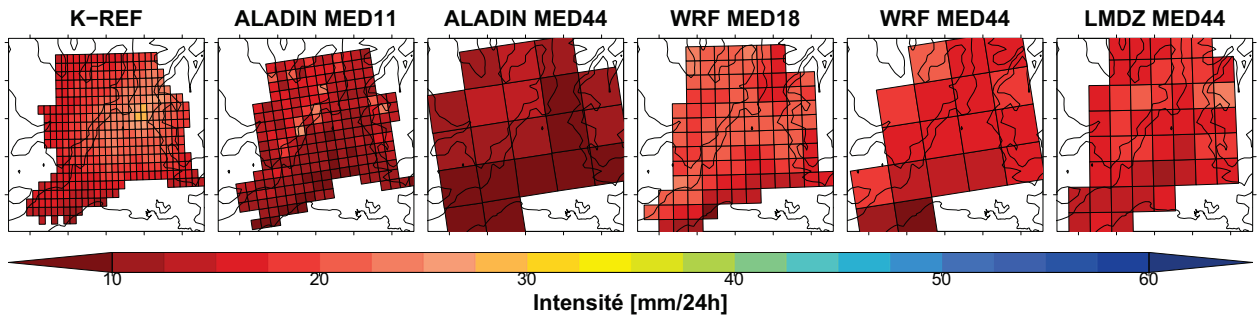 K−REF ALADIN MED11 ALADIN MED44 WRF MED18 WRF MED44 LMDZ MED44
10 20 30 40 50 60
Intensité [mm/24h]